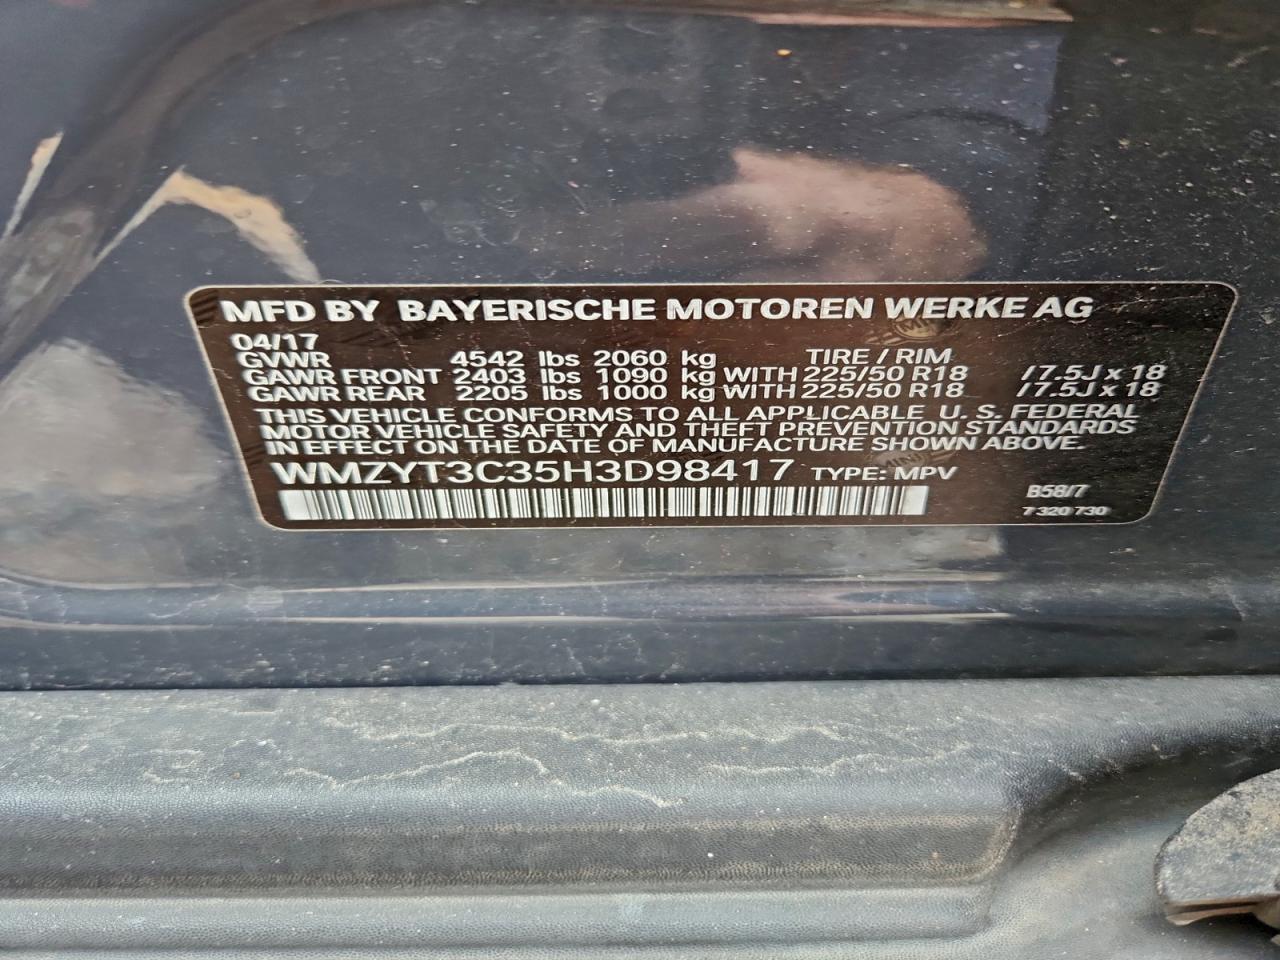 MFD BY BAYERISCHE MOTOREN WERKE AG
04/17
GVWR 4542 lbs 2060 kg TIRE / RIM
GAWR FRONT 2403 lbs 1090 kg WITH 225/50 R18 / 7.5J x 18
GAWR REAR 2205 lbs 1000 kg WITH 225/50 R18 / 7.5J x 18
THIS VEHICLE CONFORMS TO ALL APPLICABLE U. S. FEDERAL
MOTOR VEHICLE SAFETY AND THEFT PREVENTION STANDARDS
IN EFFECT ON THE DATE OF MANUFACTURE SHOWN ABOVE.
WMZYT3C35H3D98417 TYPE: MPV
B58/7
7 320 730